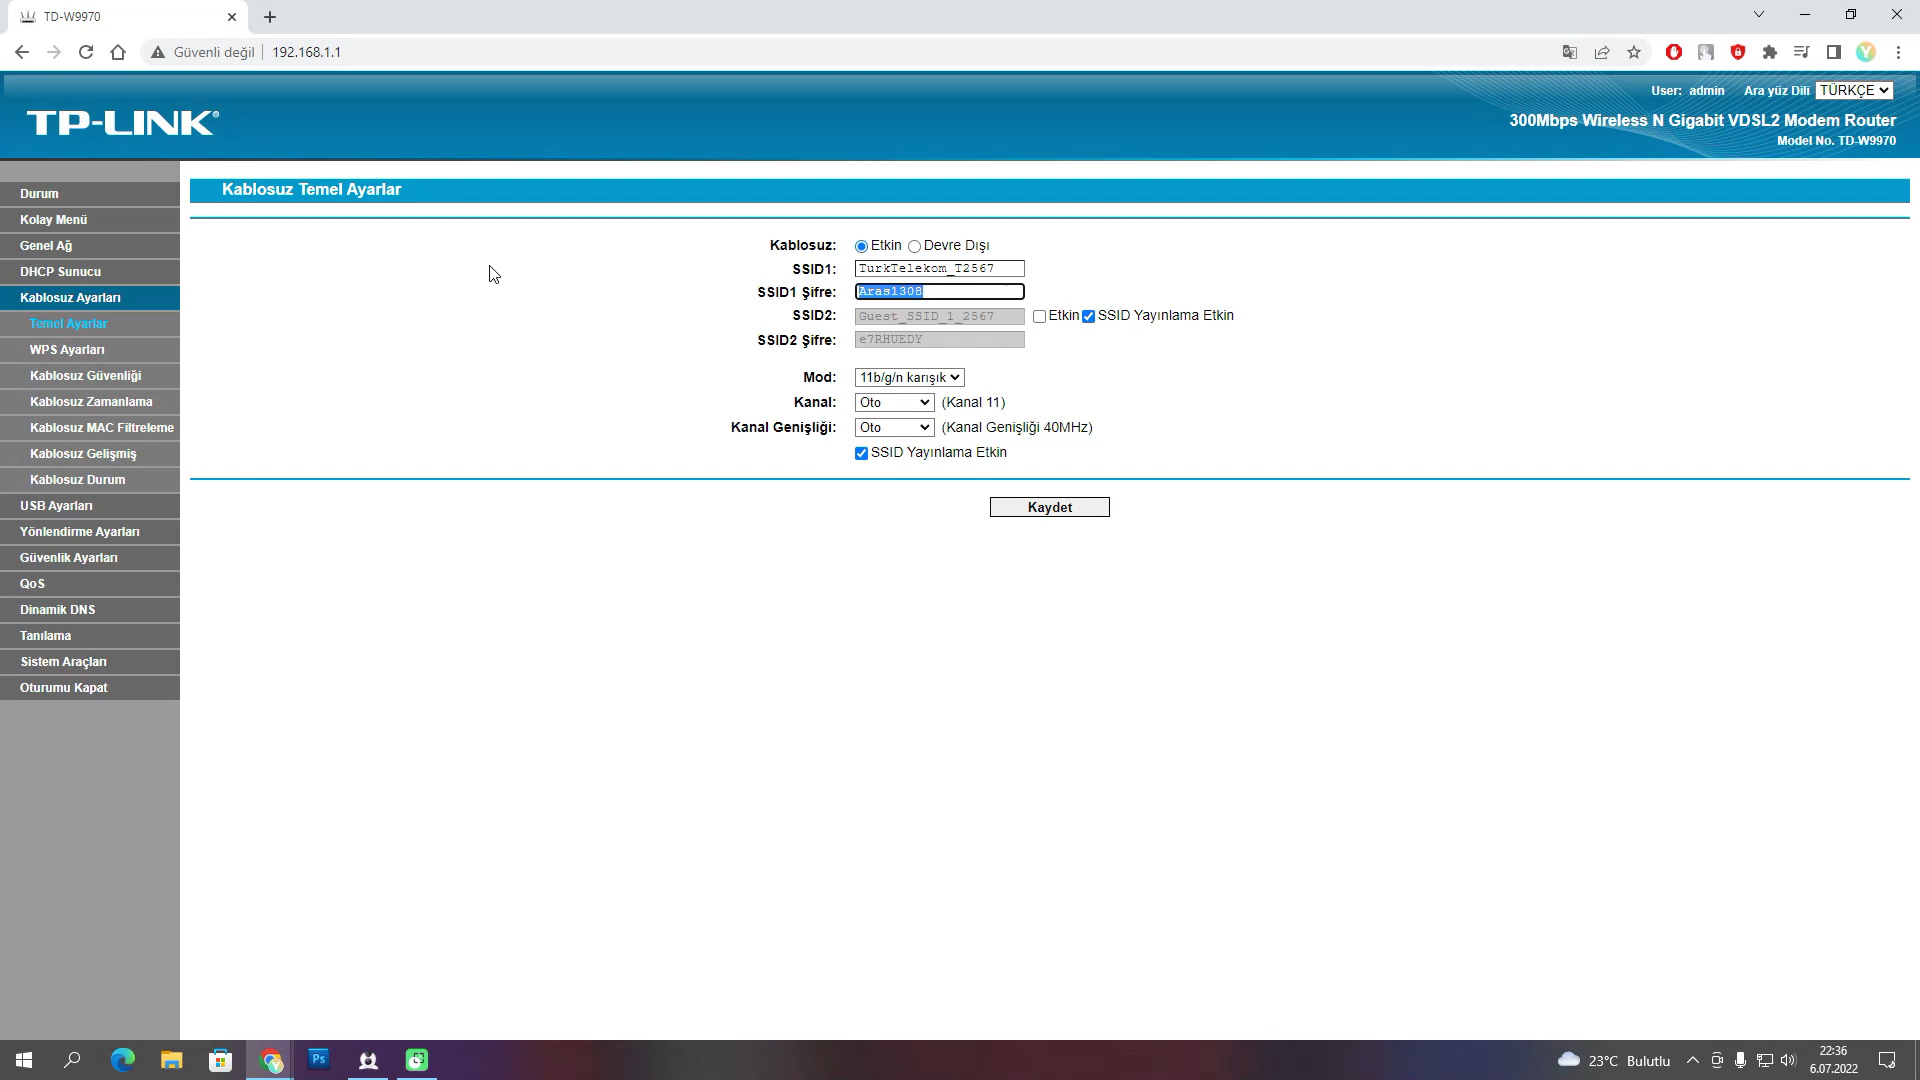 TD-W9970
Güvenli değil
192.168.1.1
User: admin
Ara yüz Dili
TÜRKÇE
TP-LINK®
300Mbps Wireless N Gigabit VDSL2 Modem Router
Model No. TD-W9970
Durum
Kolay Menü
Genel Ağ
DHCP Sunucu
Kablosuz Ayarları
Temel Ayarlar
WPS Ayarları
Kablosuz Güvenliği
Kablosuz Zamanlama
Kablosuz MAC Filtreleme
Kablosuz Gelişmiş
Kablosuz Durum
USB Ayarları
Yönlendirme Ayarları
Güvenlik Ayarları
QoS
Dinamik DNS
Tanılama
Sistem Araçları
Oturumu Kapat
Kablosuz Temel Ayarlar
Kablosuz: Etkin Devre Dışı
SSID1: TurkTelekom_T2567
SSID1 Şifre: Aras1308
SSID2: Guest_SSID_1_2567 Etkin SSID Yayınlama Etkin
SSID2 Şifre: e7RHUEDY
Mod: 11b/g/n karışık
Kanal: Oto (Kanal 11)
Kanal Genişliği: Oto (Kanal Genişliği 40MHz)
SSID Yayınlama Etkin
Kaydet
Ps
23°C Bulutlu
22:36
6.07.2022